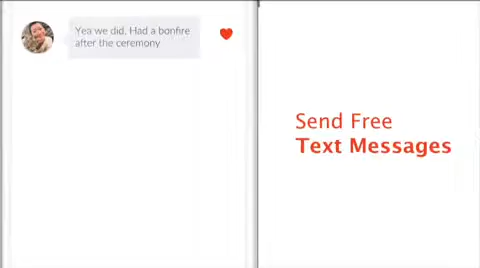 Yea we did. Had a bonfire
after the ceremony
Send Free
Text Messages